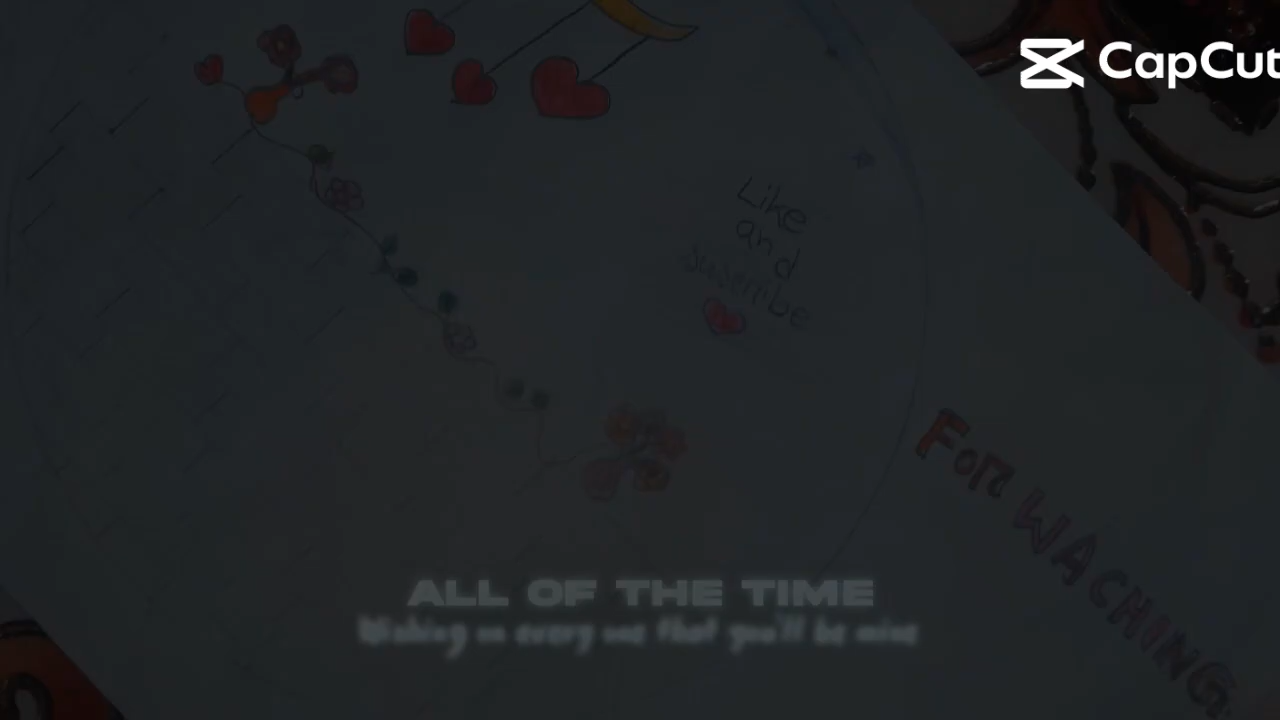 CapCut
Like
and
subscribe
FOR WACHING
ALL OF THE TIME
Wishing on every one that you'll be mine